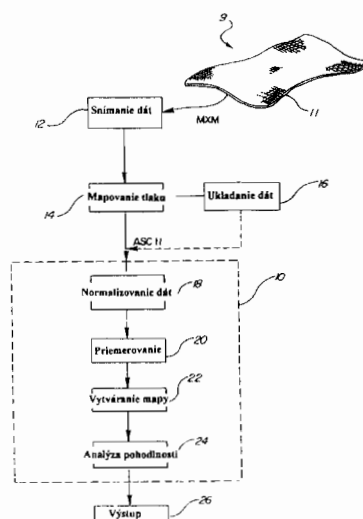 9
Snímanie dát
12
MXM
11
Mapovanie tlaku
14
Ukladanie dát
16
ASC II
10
Normalizovanie dát
18
Priemerovanie
20
Vytváranie mapy
22
Analýza pohodlnosti
24
Výstup
26